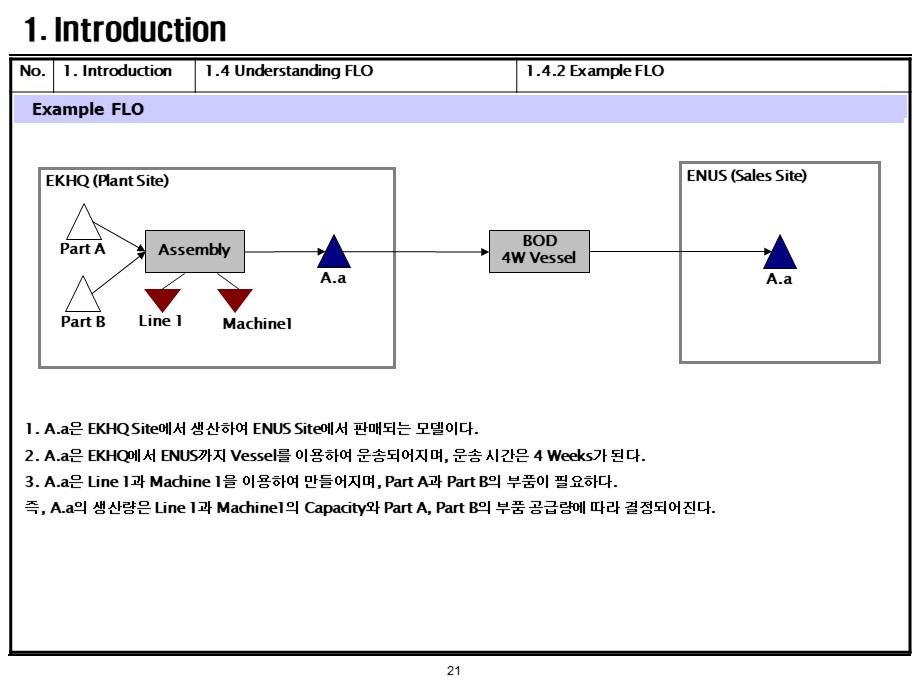 1. Introduction
No. 1. Introduction 1.4 Understanding FLO 1.4.2 Example FLO
Example FLO
EKHQ (Plant Site)
ENUS (Sales Site)
Part A
Assembly
A.a
BOD
4W Vessel
A.a
Part B
Line 1
Machine1
1. A.a은 EKHQ Site에서 생산하여 ENUS Site에서 판매되는 모델이다.
2. A.a은 EKHQ에서 ENUS까지 Vessel를 이용하여 운송되어지며, 운송 시간은 4 Weeks가 된다.
3. A.a은 Line 1과 Machine 1을 이용하여 만들어지며, Part A과 Part B의 부품이 필요하다.
즉, A.a의 생산량은 Line 1과 Machine1의 Capacity와 Part A, Part B의 부품 공급량에 따라 결정되어진다.
21